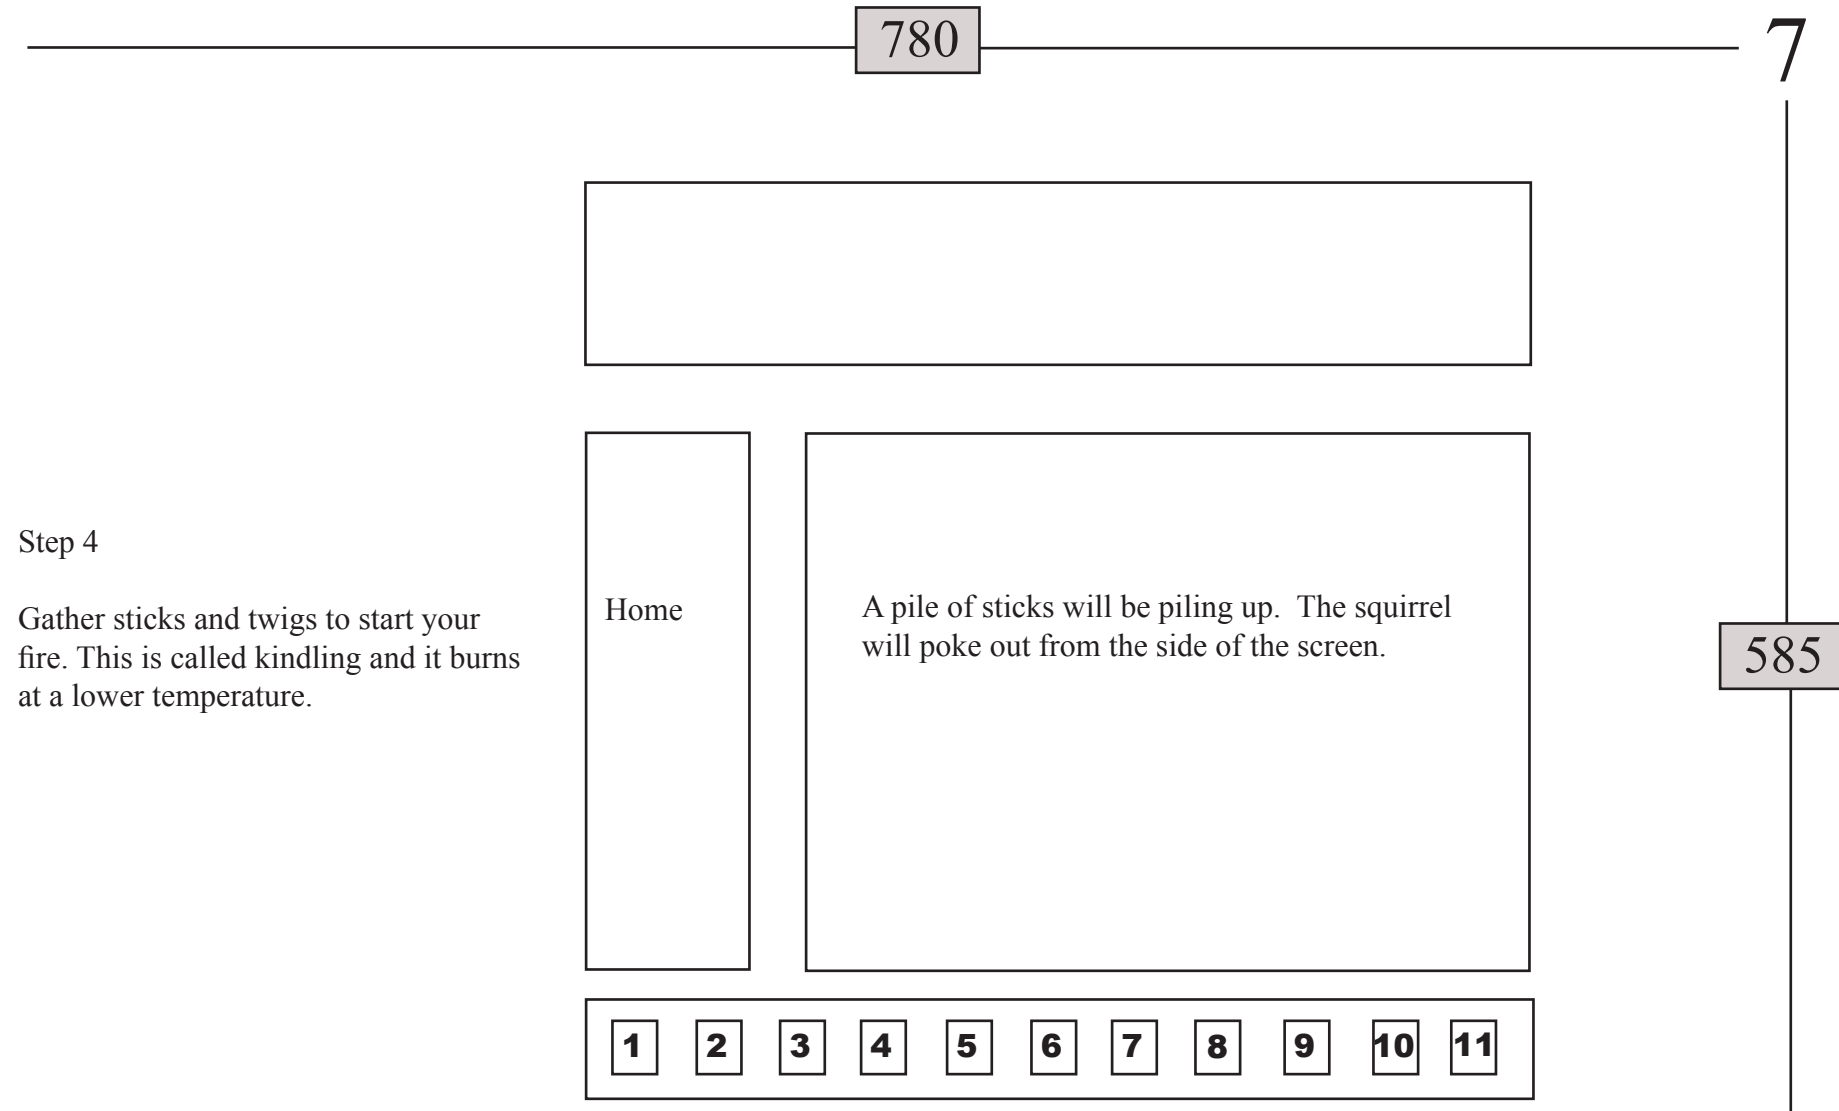 780
7
Step 4
Gather sticks and twigs to start your
fire. This is called kindling and it burns
at a lower temperature.
Home
A pile of sticks will be piling up.  The squirrel
will poke out from the side of the screen.
585
1 2 3 4 5 6 7 8 9 10 11